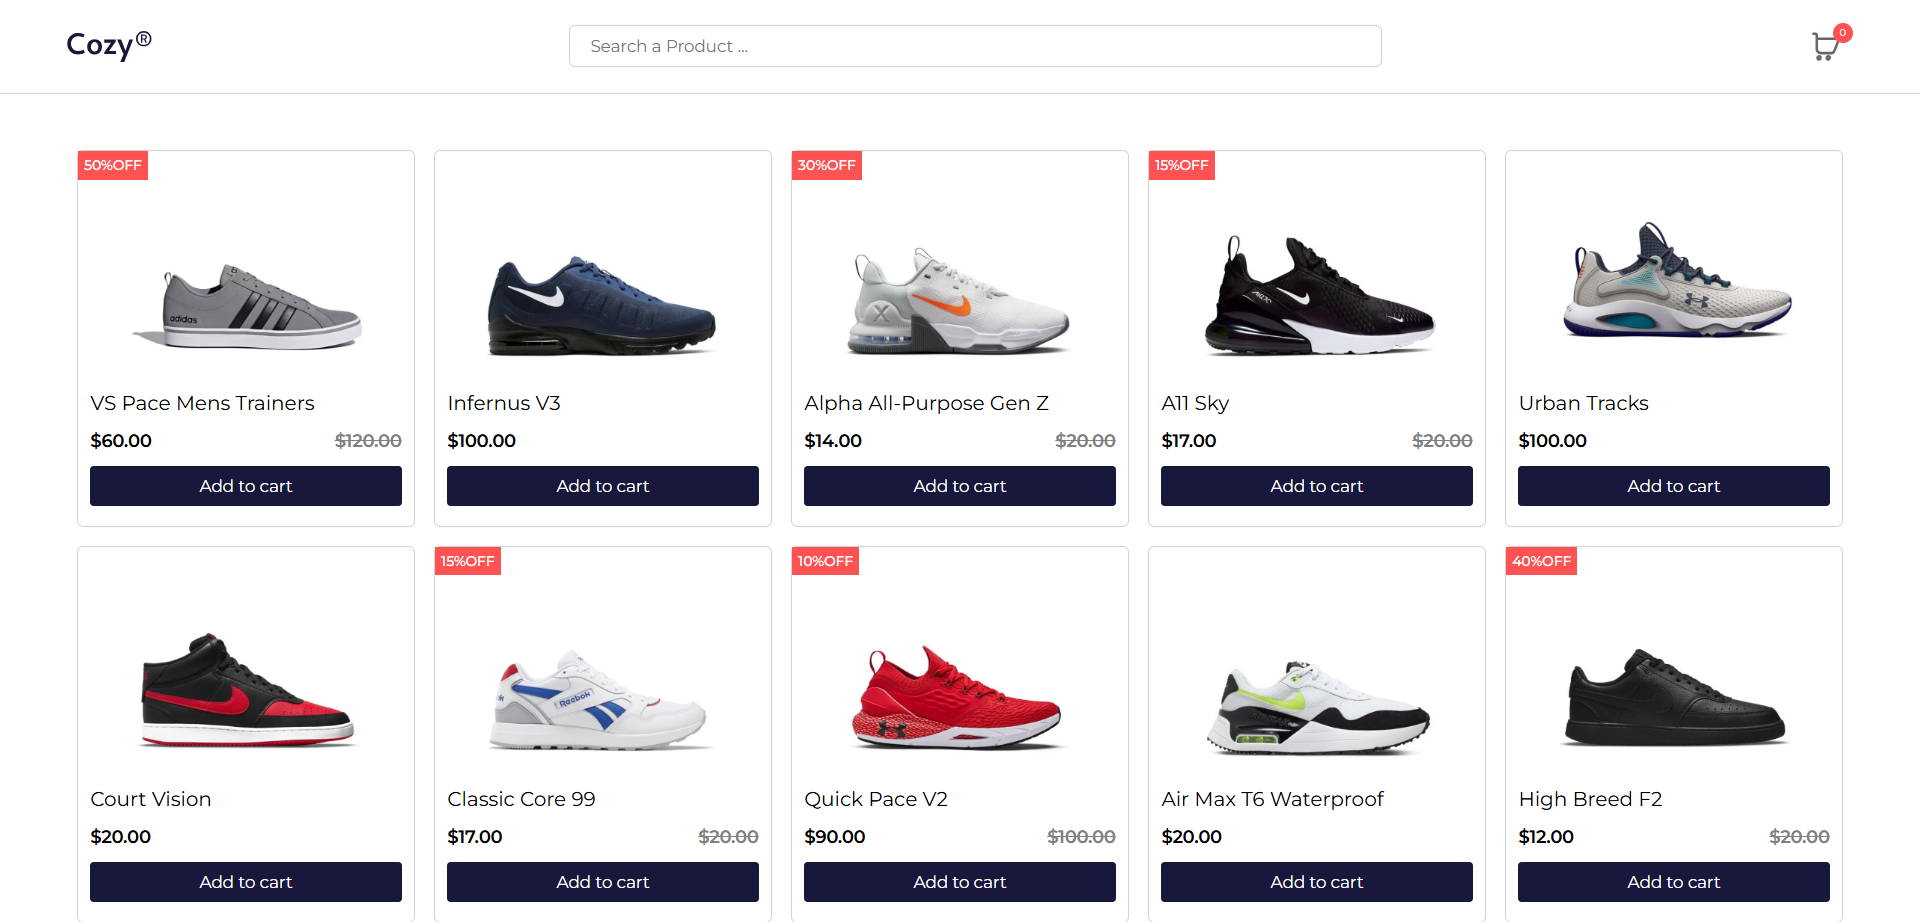 Cozy®
Search a Product ...
0
50%OFF
30%OFF
15%OFF
adidas
VS Pace Mens Trainers
Infernus V3
Alpha All-Purpose Gen Z
A11 Sky
Urban Tracks
$60.00 $120.00
$100.00
$14.00 $20.00
$17.00 $20.00
$100.00
Add to cart
Add to cart
Add to cart
Add to cart
Add to cart
15%OFF
10%OFF
40%OFF
Reebok
Court Vision
Classic Core 99
Quick Pace V2
Air Max T6 Waterproof
High Breed F2
$20.00
$17.00 $20.00
$90.00 $100.00
$20.00
$12.00 $20.00
Add to cart
Add to cart
Add to cart
Add to cart
Add to cart